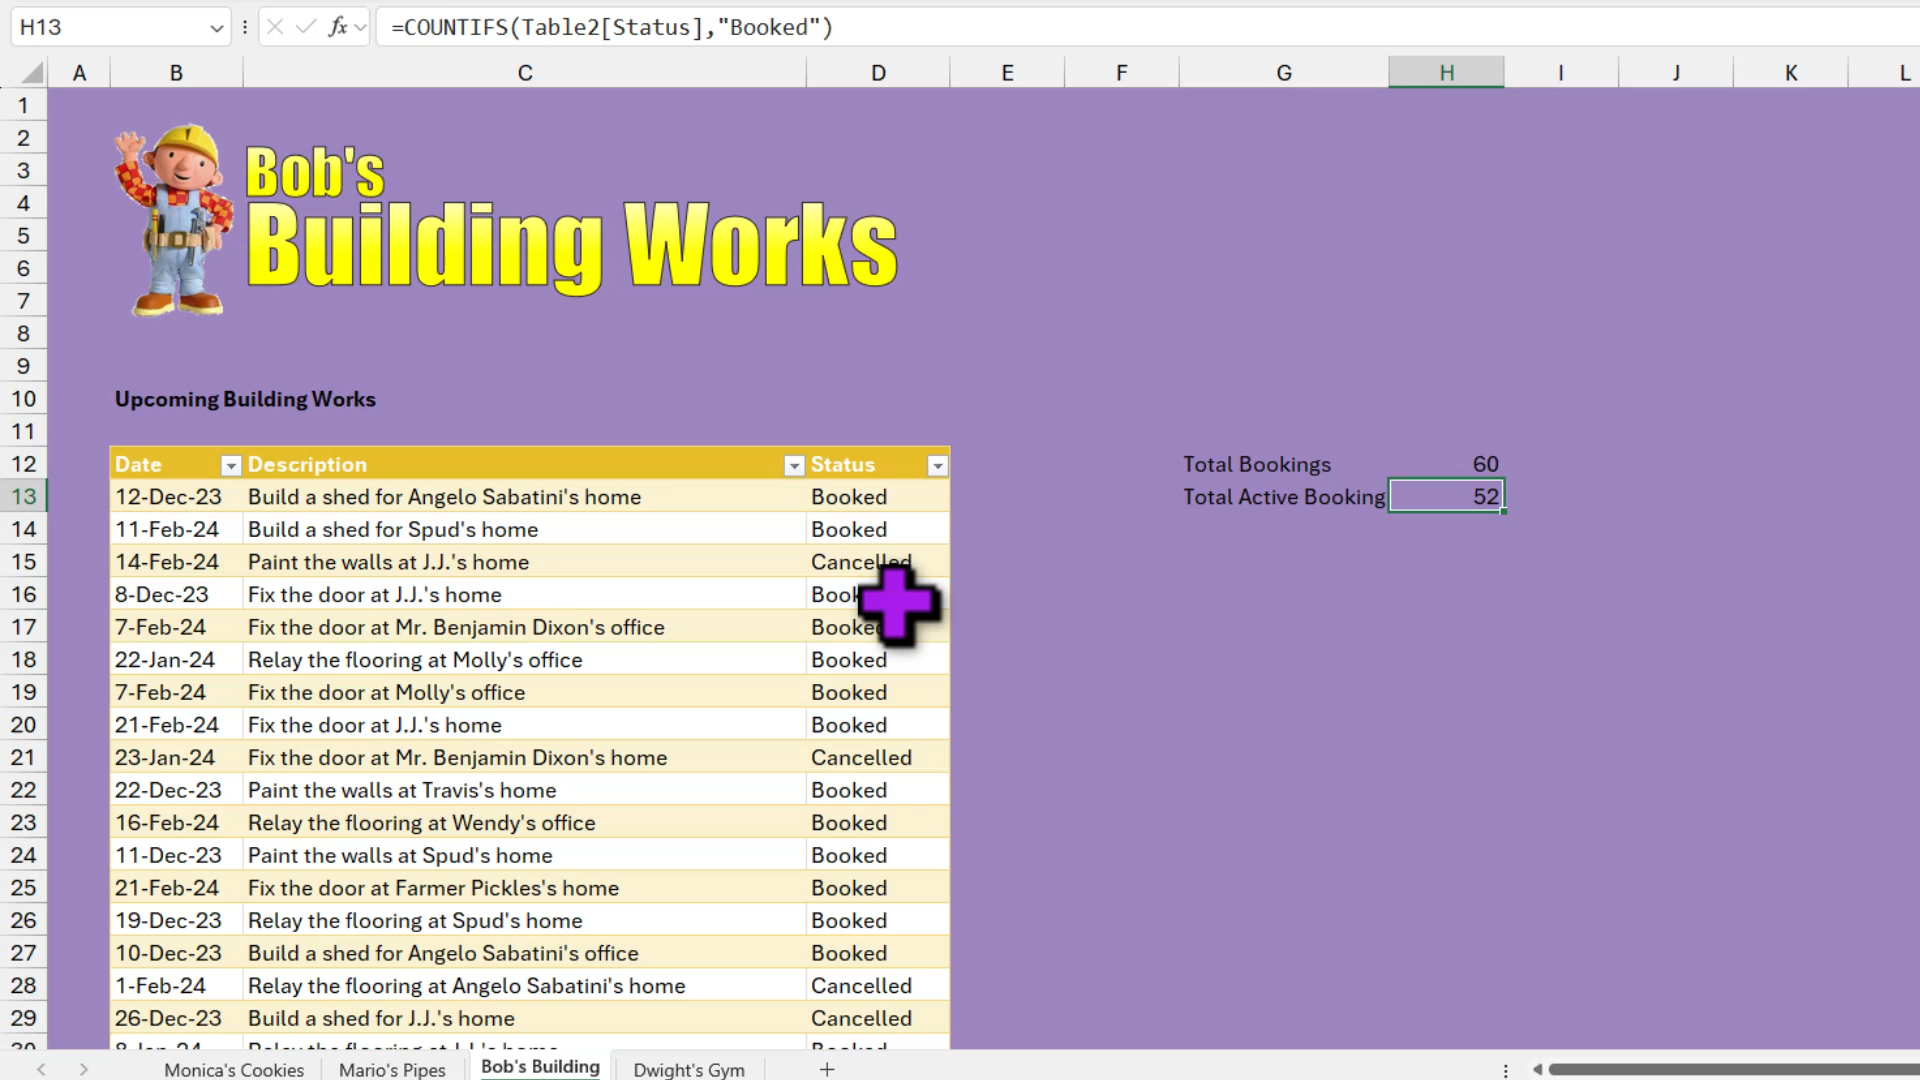 H13
fx
=COUNTIFS(Table2[Status],"Booked")
A B C D E F G H I J K L
1
2
3
4
5
6
7
8
9
Bob's
Building Works
10 Upcoming Building Works
11
12 Date Description Status Total Bookings 60
13 12-Dec-23 Build a shed for Angelo Sabatini's home Booked Total Active Booking 52
14 11-Feb-24 Build a shed for Spud's home Booked
15 14-Feb-24 Paint the walls at J.J.'s home Cancelled
16 8-Dec-23 Fix the door at J.J.'s home
17 7-Feb-24 Fix the door at Mr. Benjamin Dixon's office Booked
18 22-Jan-24 Relay the flooring at Molly's office Booked
19 7-Feb-24 Fix the door at Molly's office Booked
20 21-Feb-24 Fix the door at J.J.'s home Booked
21 23-Jan-24 Fix the door at Mr. Benjamin Dixon's home Cancelled
22 22-Dec-23 Paint the walls at Travis's home Booked
23 16-Feb-24 Relay the flooring at Wendy's office Booked
24 11-Dec-23 Paint the walls at Spud's home Booked
25 21-Feb-24 Fix the door at Farmer Pickles's home Booked
26 19-Dec-23 Relay the flooring at Spud's home Booked
27 10-Dec-23 Build a shed for Angelo Sabatini's office Booked
28 1-Feb-24 Relay the flooring at Angelo Sabatini's home Cancelled
29 26-Dec-23 Build a shed for J.J.'s home Cancelled
Monica's Cookies Mario's Pipes Bob's Building Dwight's Gym